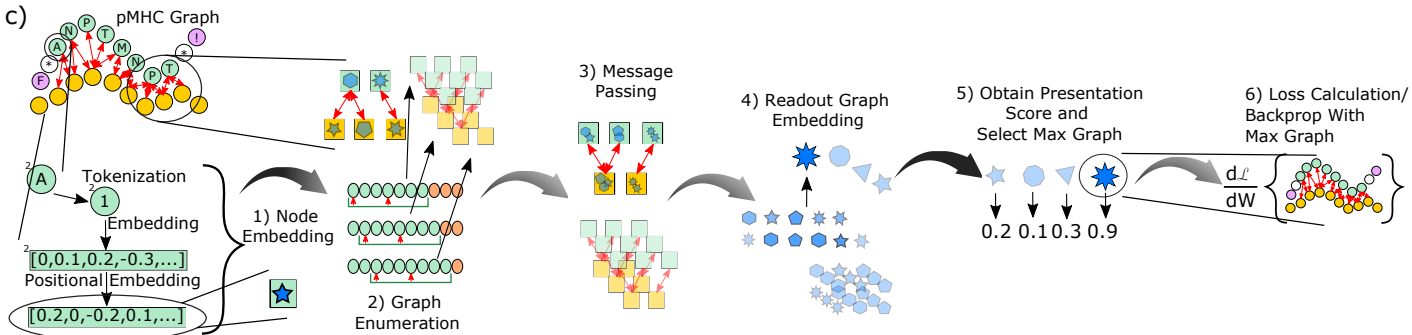 c)
pMHC Graph
F
*
A
N
P
T
M
N
P
T
*
!
2
A
Tokenization
2
1
Embedding
2
[0,0.1,0.2,-0.3,...]
Positional Embedding
[0.2,0,-0.2,0.1,...]
1) Node
Embedding
2) Graph
Enumeration
3) Message
Passing
4) Readout Graph
Embedding
5) Obtain Presentation
Score and
Select Max Graph
0.2 0.1 0.3 0.9
6) Loss Calculation/
Backprop With
Max Graph
dℒ
dW